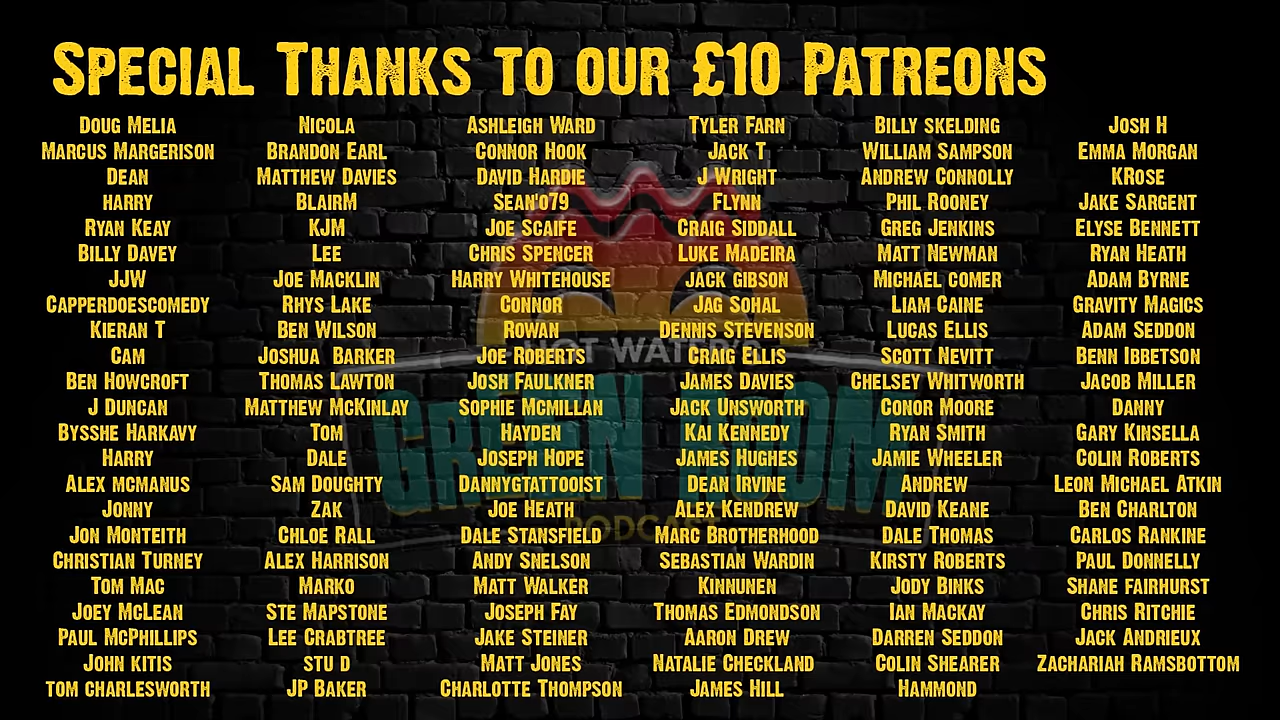 Special Thanks to our £10 Patreons
Doug Melia
Marcus Margerison
Dean
harry
Ryan Keay
Billy Davey
JJW
Capperdoescomedy
Kieran T
Cam
Ben Howcroft
J Duncan
Bysshe Harkavy
Harry
Alex mcmanus
Jonny
Jon Monteith
Christian Turney
Tom Mac
Joey McLean
Paul McPhillips
John kitis
tom charlesworth
Nicola
Brandon Earl
Matthew Davies
BlairM
KJM
Lee
Joe Macklin
Rhys Lake
Ben Wilson
Joshua Barker
Thomas Lawton
Matthew McKinlay
Tom
Dale
Sam Doughty
Zak
Chloe Rall
Alex Harrison
Marko
Ste Mapstone
Lee Crabtree
stu d
JP Baker
Ashleigh Ward
Connor Hook
David Hardie
Sean'o79
Joe Scaife
Chris Spencer
Harry Whitehouse
Connor
Rowan
Joe Roberts
Josh Faulkner
Sophie Mcmillan
Hayden
Joseph Hope
Dannygtattooist
Joe Heath
Dale Stansfield
Andy Snelson
Matt Walker
Joseph Fay
Jake Steiner
Matt Jones
Charlotte Thompson
Tyler Farn
Jack T
J Wright
Flynn
Craig Siddall
Luke Madeira
Jack Gibson
Jag Sohal
Dennis Stevenson
Craig Ellis
James Davies
Jack Unsworth
Kai Kennedy
James Hughes
Dean Irvine
Alex Kendrew
Marc Brotherhood
Sebastian Wardin
Kinnunen
Thomas Edmondson
Aaron Drew
Natalie Checkland
James Hill
Billy skelding
William Sampson
Andrew Connolly
Phil Rooney
Greg Jenkins
Matt Newman
Michael comer
Liam Caine
Lucas Ellis
Scott Nevitt
Chelsey Whitworth
Conor Moore
Ryan Smith
Jamie Wheeler
Andrew
David Keane
Dale Thomas
Kirsty Roberts
Jody Binks
Ian Mackay
Darren Seddon
Colin Shearer
Hammond
Josh H
Emma Morgan
KRose
Jake Sargent
Elyse Bennett
Ryan Heath
Adam Byrne
Gravity Magics
Adam Seddon
Benn Ibbetson
Jacob Miller
Danny
Gary Kinsella
Colin Roberts
Leon Michael Atkin
Ben Charlton
Carlos Rankine
Paul Donnelly
Shane fairhurst
Chris Ritchie
Jack Andrieux
Zachariah Ramsbottom
HOT WATER'S
GREEN ROOM
PODCAST